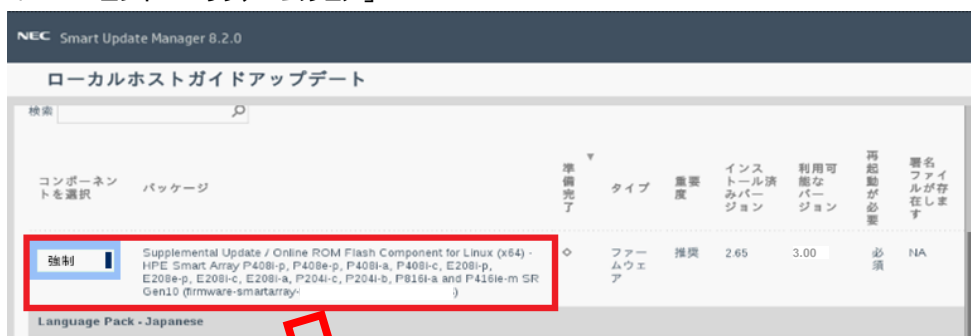 NEC Smart Update Manager 8.2.0
ローカルホストガイドアップデート
検索
コンポーネン
トを選択
パッケージ
準備完了
タイプ
重要
度
インス
トール済
みバー
ジョン
利用可
能な
バー
ジョン
再起動が必要
署名
ファイ
ルが存
在しま
す
強制
Supplemental Update / Online ROM Flash Component for Linux (x64) -
HPE Smart Array P408i-p, P408e-p, P408i-a, P408i-c, E208i-p,
E208e-p, E208i-c, E208i-a, P204i-c, P204i-b, P816i-a and P416ie-m SR
Gen10 (firmware-smartarray- )
ファー
ムウェ
ア
推奨
2.65
3.00
必須
NA
Language Pack - Japanese